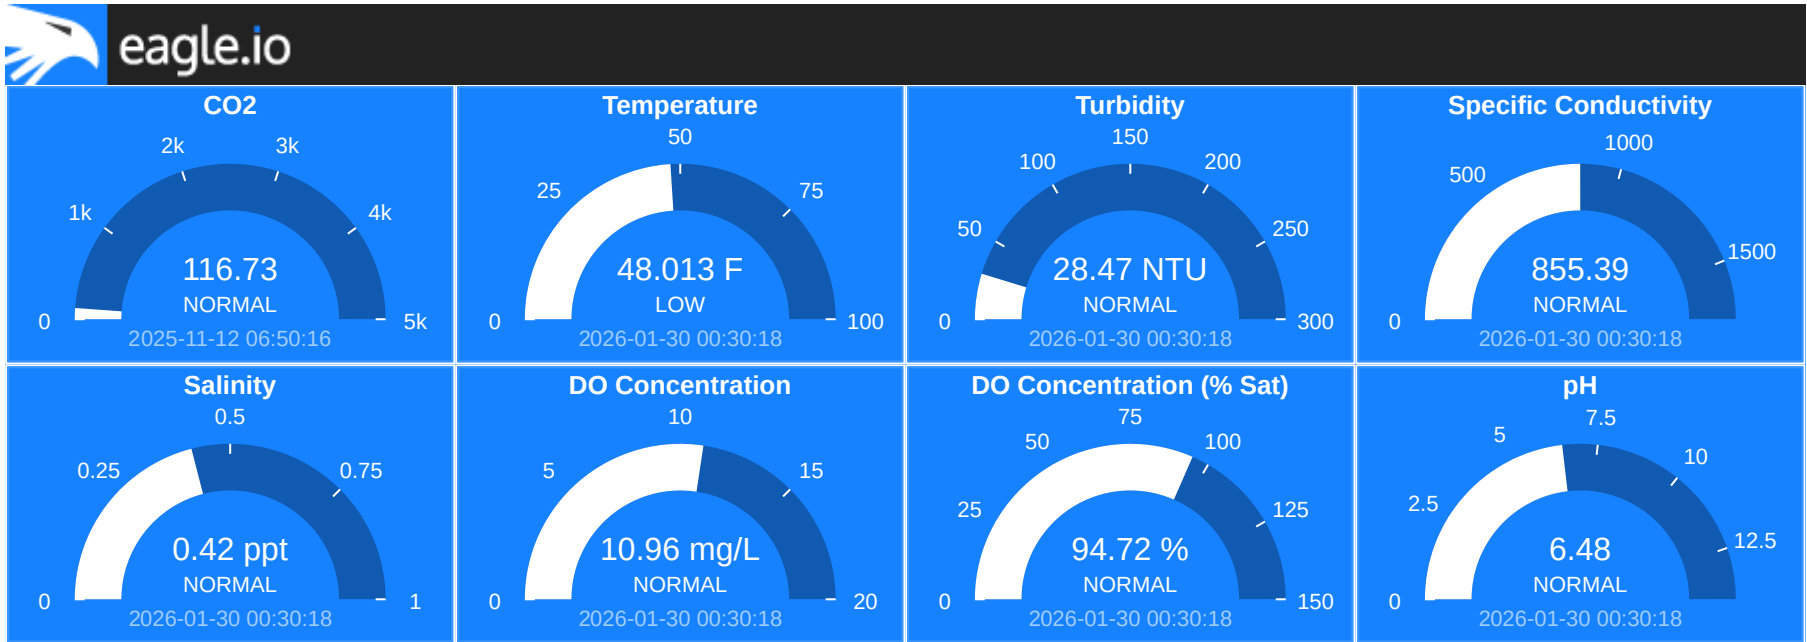 eagle.io
CO2
0
1k
2k
3k
4k
5k
116.73
NORMAL
2025-11-12 06:50:16
Temperature
0
25
50
75
100
48.013 F
LOW
2026-01-30 00:30:18
Turbidity
0
50
100
150
200
250
300
28.47 NTU
NORMAL
2026-01-30 00:30:18
Specific Conductivity
0
500
1000
1500
855.39
NORMAL
2026-01-30 00:30:18
Salinity
0
0.25
0.5
0.75
1
0.42 ppt
NORMAL
2026-01-30 00:30:18
DO Concentration
0
5
10
15
20
10.96 mg/L
NORMAL
2026-01-30 00:30:18
DO Concentration (% Sat)
0
25
50
75
100
125
150
94.72 %
NORMAL
2026-01-30 00:30:18
pH
0
2.5
5
7.5
10
12.5
6.48
NORMAL
2026-01-30 00:30:18